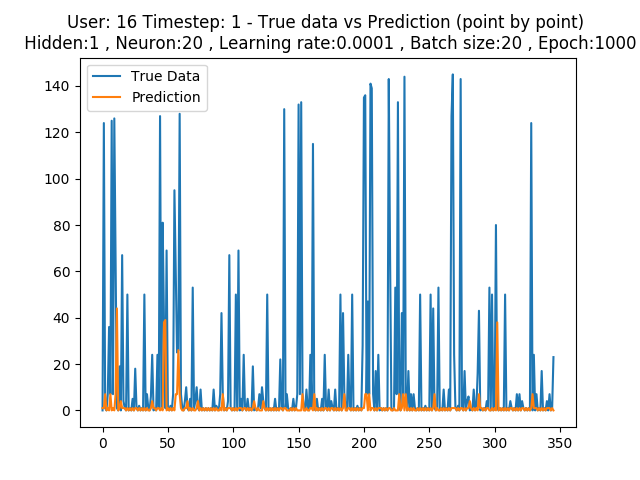 User: 16 Timestep: 1 - True data vs Prediction (point by point)
Hidden:1 , Neuron:20 , Learning rate:0.0001 , Batch size:20 , Epoch:1000
True Data
Prediction
140
120
100
80
60
40
20
0
0 50 100 150 200 250 300 350